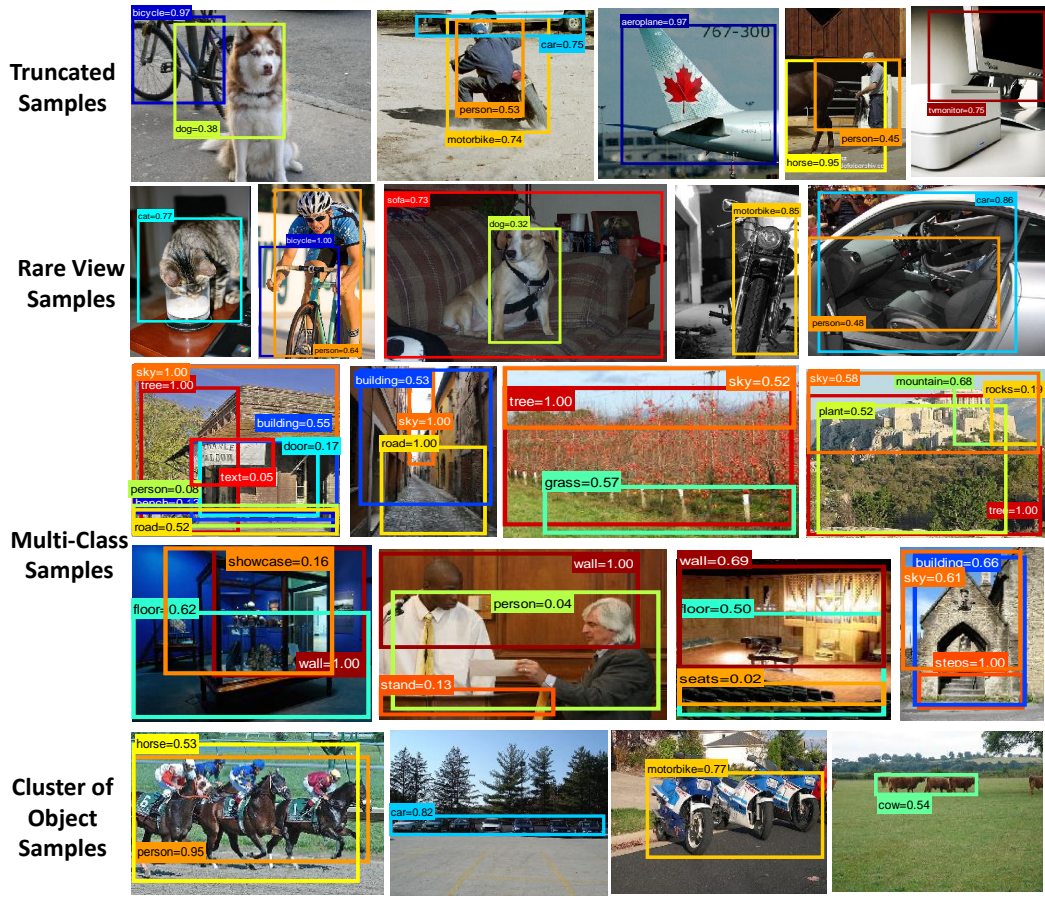 Truncated
Samples
bicycle=0.97
dog=0.38
car=0.75
person=0.53
motorbike=0.74
aeroplane=0.97
767-300
person=0.45
horse=0.95
tvmonitor=0.75
Rare View
Samples
cat=0.77
bicycle=1.00
person=0.64
sofa=0.73
dog=0.32
motorbike=0.85
car=0.86
person=0.48
Multi-Class
Samples
sky=1.00
tree=1.00
building=0.55
door=0.17
text=0.05
person=0.08
road=0.52
building=0.53
sky=1.00
road=1.00
sky=0.52
tree=1.00
grass=0.57
sky=0.58
mountain=0.68
rocks=0.19
plant=0.52
tree=1.00
showcase=0.16
floor=0.62
wall=1.00
wall=1.00
person=0.04
stand=0.13
wall=0.69
floor=0.50
seats=0.02
building=0.66
sky=0.61
steps=1.00
Cluster of
Object
Samples
horse=0.53
6
person=0.95
car=0.82
motorbike=0.77
cow=0.54